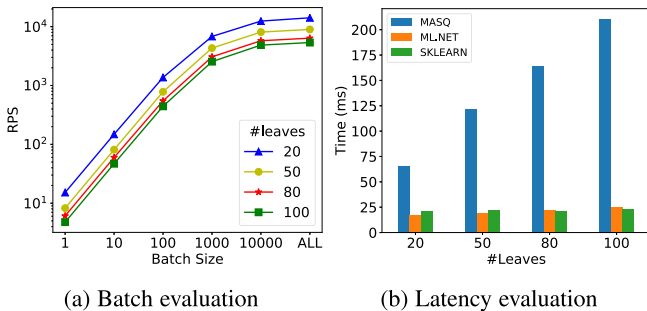 10^4
10^3
10^2
10^1
RPS
#leaves
20
50
80
100
1 10 100 1000 10000 ALL
Batch Size
(a) Batch evaluation
MASQ
ML.NET
SKLEARN
200
175
150
125
100
75
50
25
0
Time (ms)
20 50 80 100
#Leaves
(b) Latency evaluation